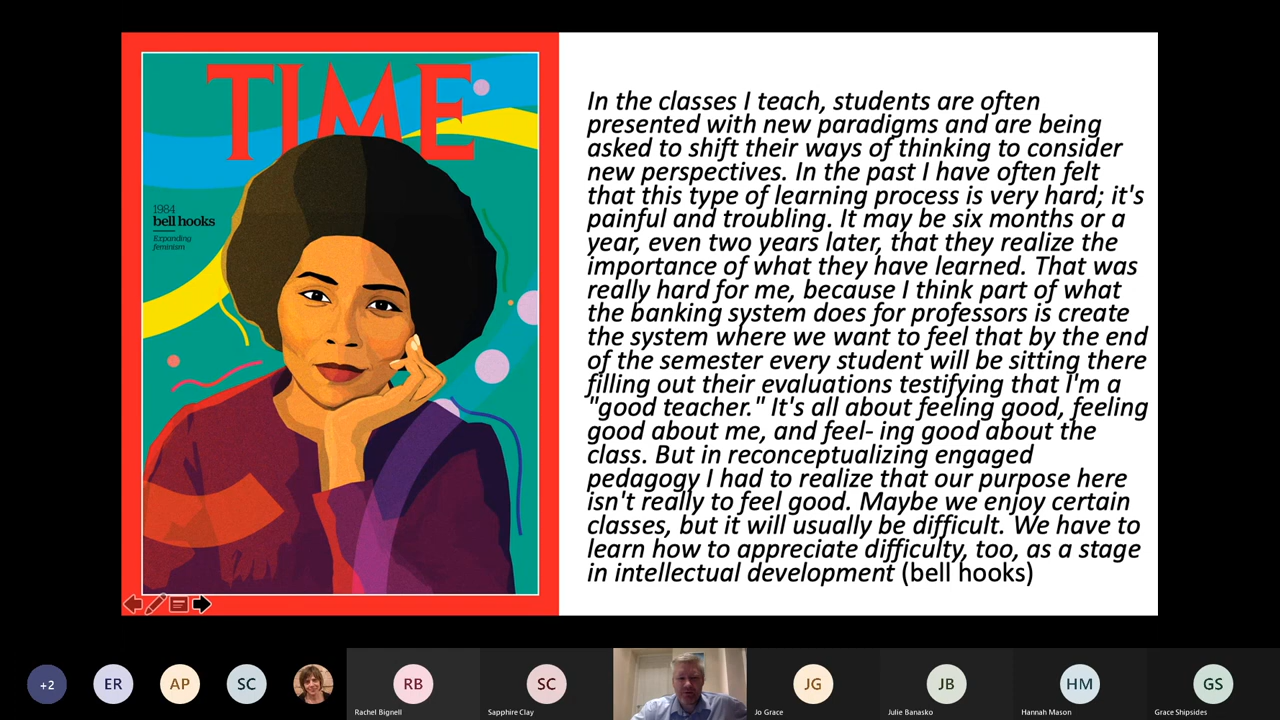 TIME
1984
bell hooks
Expanding
feminism
In the classes I teach, students are often
presented with new paradigms and are being
asked to shift their ways of thinking to consider
new perspectives. In the past I have often felt
that this type of learning process is very hard; it's
painful and troubling. It may be six months or a
year, even two years later, that they realize the
importance of what they have learned. That was
really hard for me, because I think part of what
the banking system does for professors is create
the system where we want to feel that by the end
of the semester every student will be sitting there
filling out their evaluations testifying that I'm a
"good teacher." It's all about feeling good, feeling
good about me, and feel- ing good about the
class. But in reconceptualizing engaged
pedagogy I had to realize that our purpose here
isn't really to feel good. Maybe we enjoy certain
classes, but it will usually be difficult. We have to
learn how to appreciate difficulty, too, as a stage
in intellectual development (bell hooks)
+2
ER
AP
SC
RB
SC
JG
JB
HM
GS
Rachel Bignell
Sapphire Clay
Jo Grace
Julie Banasko
Hannah Mason
Grace Shipsides